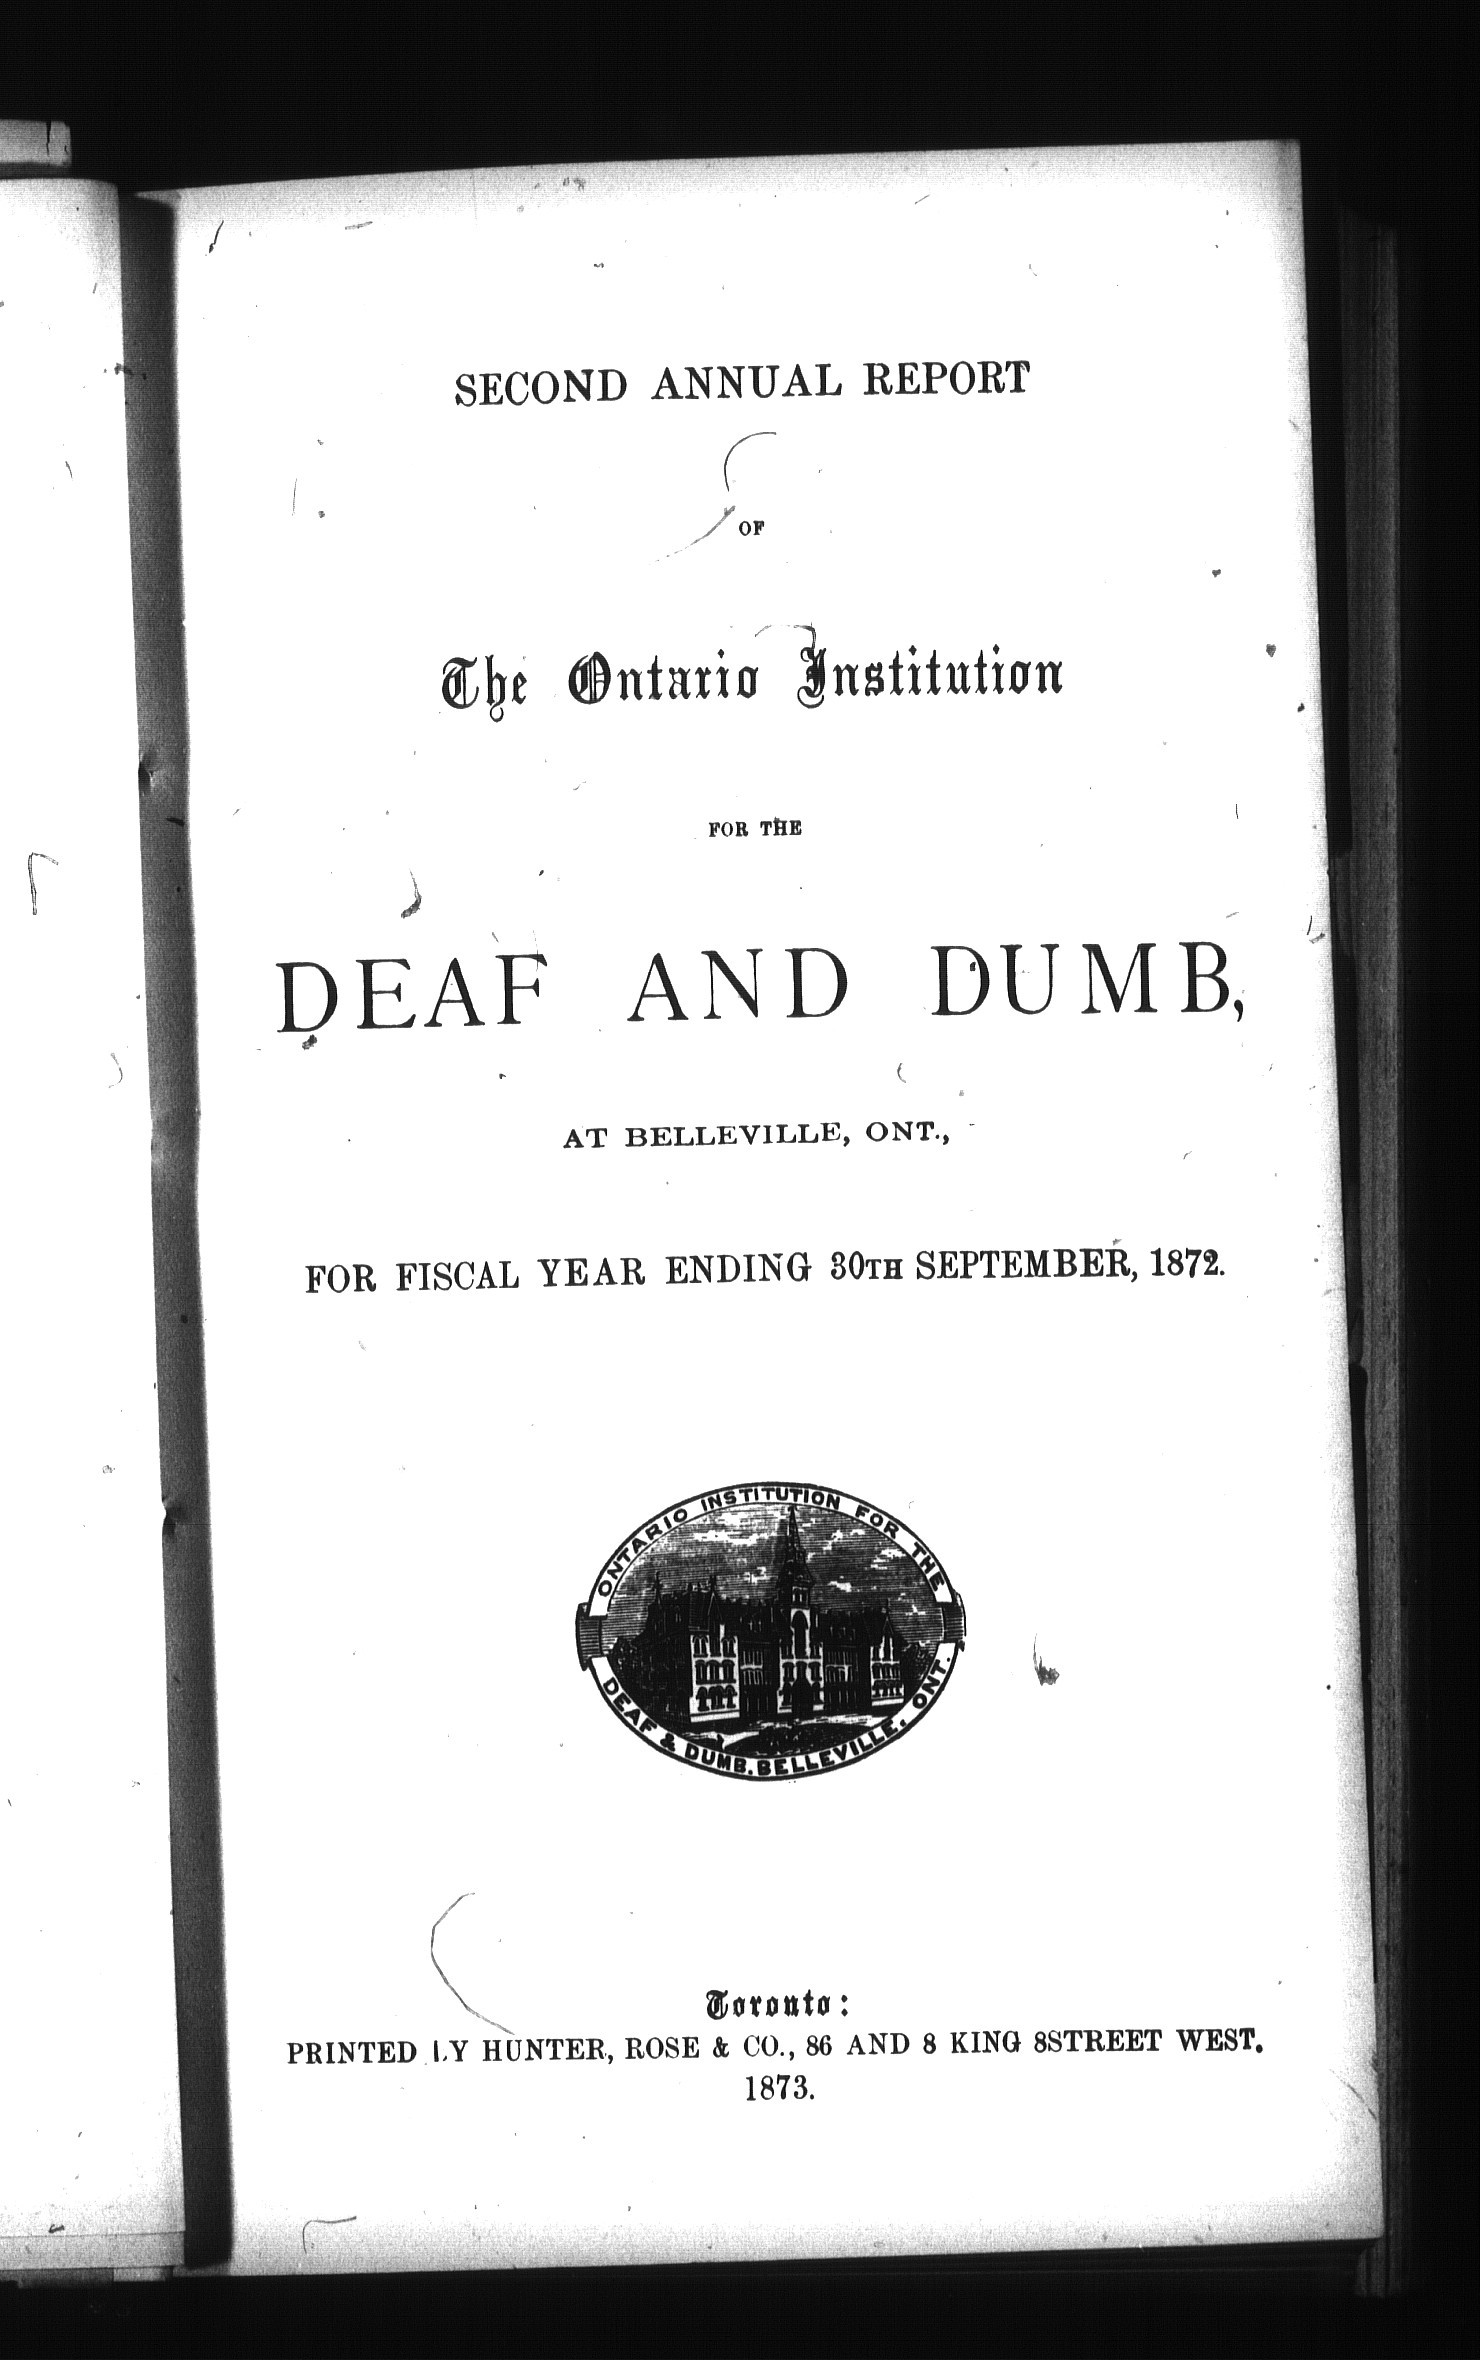 SECOND ANNUAL REPORT
OF
The Ontario Institution
FOR THE
DEAF AND DUMB,
AT BELLEVILLE, ONT.,
FOR FISCAL YEAR ENDING 30TH SEPTEMBER, 1872.
ONTARIO INSTITUTION FOR THE
DEAF & DUMB. BELLEVILLE, ONT.
Toronto:
PRINTED BY HUNTER, ROSE & CO., 86 AND 8 KING 8STREET WEST.
1873.